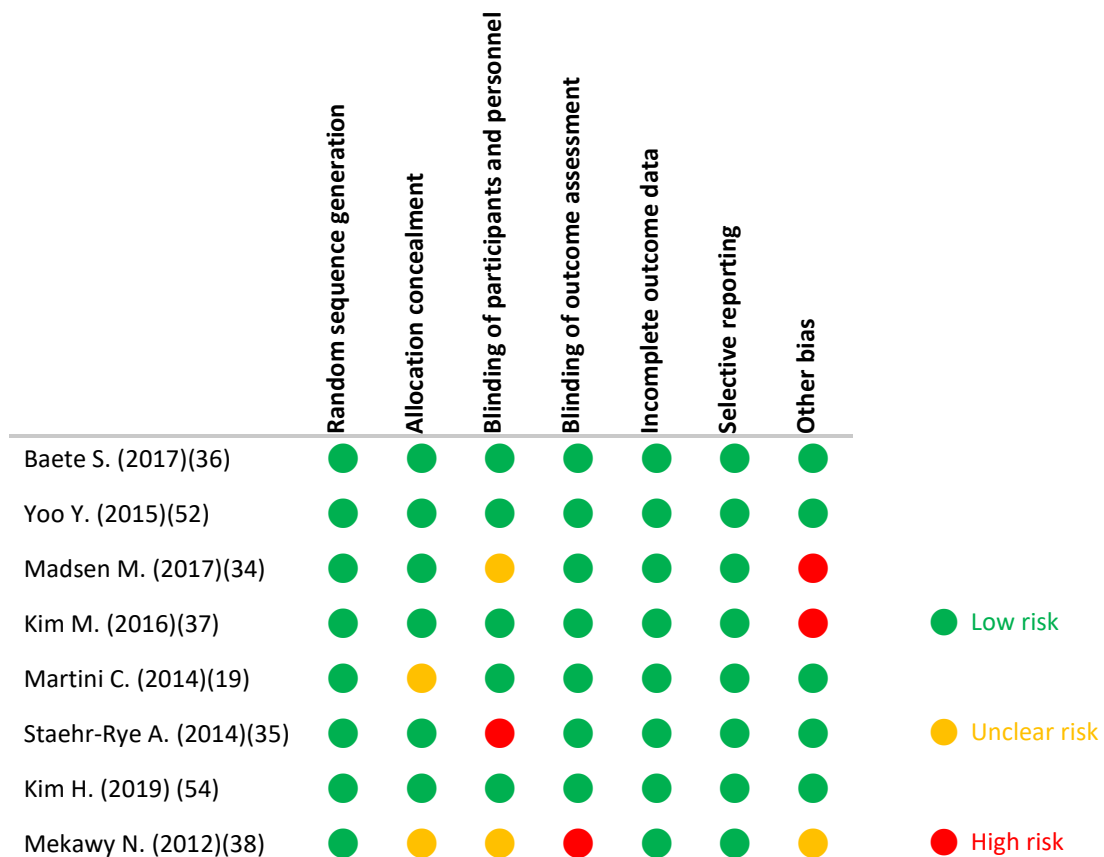 Random sequence generation
Allocation concealment
Blinding of participants and personnel
Blinding of outcome assessment
Incomplete outcome data
Selective reporting
Other bias
Baete S. (2017)(36)
Yoo Y. (2015)(52)
Madsen M. (2017)(34)
Kim M. (2016)(37)
Low risk
Martini C. (2014)(19)
Staehr-Rye A. (2014)(35)
Unclear risk
Kim H. (2019) (54)
Mekawy N. (2012)(38)
High risk